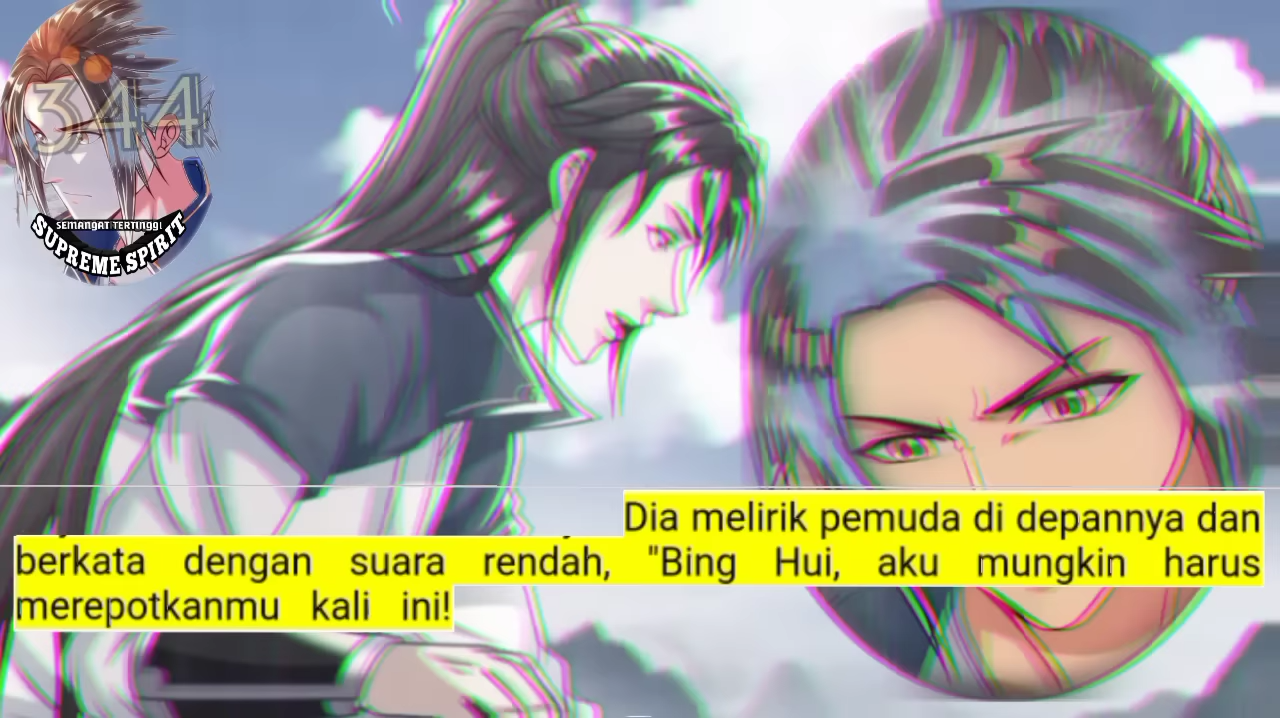 344
SEMANGAT TERTINGGI
SUPREME SPIRIT
Dia melirik pemuda di depannya dan
berkata dengan suara rendah, "Bing Hui, aku mungkin harus
merepotkanmu kali ini!